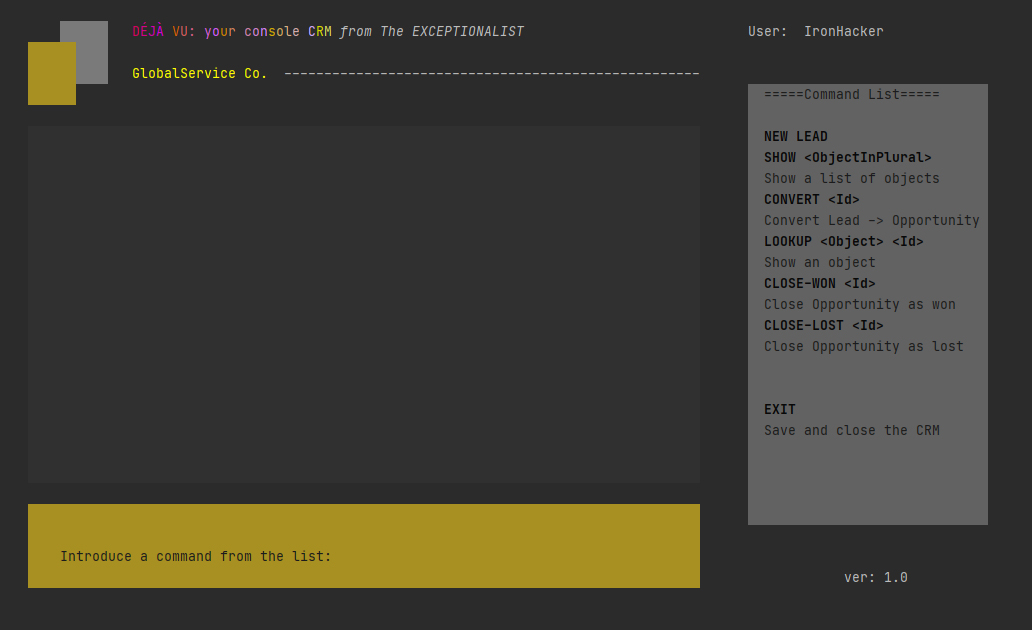 DÉJÀ VU: your console CRM from The EXCEPTIONALIST
User:  IronHacker
GlobalService Co.  ----------------------------------------------------
=====Command List=====
NEW LEAD
SHOW <ObjectInPlural>
Show a list of objects
CONVERT <Id>
Convert Lead -> Opportunity
LOOKUP <Object> <Id>
Show an object
CLOSE-WON <Id>
Close Opportunity as won
CLOSE-LOST <Id>
Close Opportunity as lost
EXIT
Save and close the CRM
Introduce a command from the list:
ver: 1.0